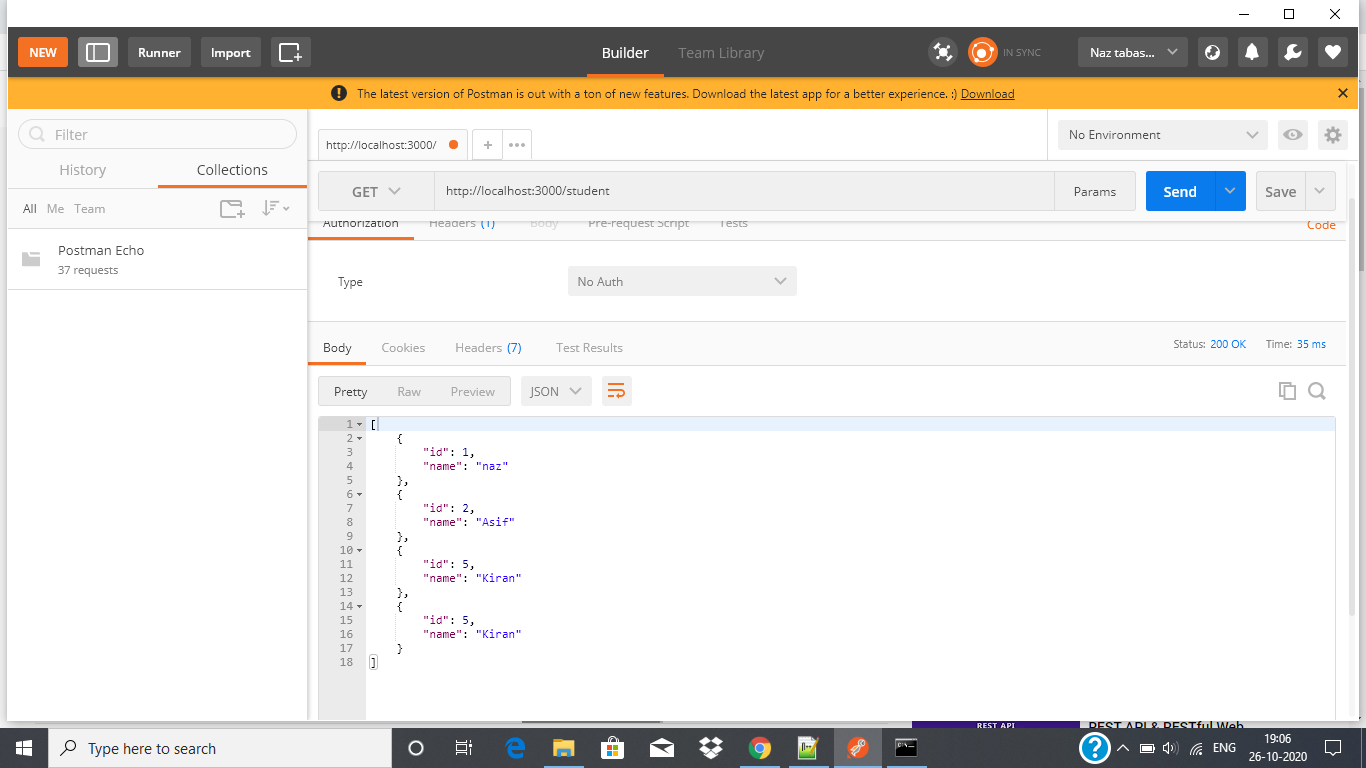 NEW
Runner
Import
Builder
Team Library
IN SYNC
Naz tabas...
The latest version of Postman is out with a ton of new features. Download the latest app for a better experience. :) Download
Filter
History
Collections
All
Me
Team
Postman Echo
37 requests
http://localhost:3000/
+
•••
No Environment
GET
http://localhost:3000/student
Params
Send
Save
Authorization
Headers (1)
Body
Pre-request Script
Tests
Code
Type
No Auth
Body
Cookies
Headers (7)
Test Results
Status: 200 OK
Time: 35 ms
Pretty
Raw
Preview
JSON
1 [
2 {
3 "id": 1,
4 "name": "naz"
5 },
6 {
7 "id": 2,
8 "name": "Asif"
9 },
10 {
11 "id": 5,
12 "name": "Kiran"
13 },
14 {
15 "id": 5,
16 "name": "Kiran"
17 }
18 ]
REST API
REST API & RESTful Web
Type here to search
ENG
19:06
26-10-2020